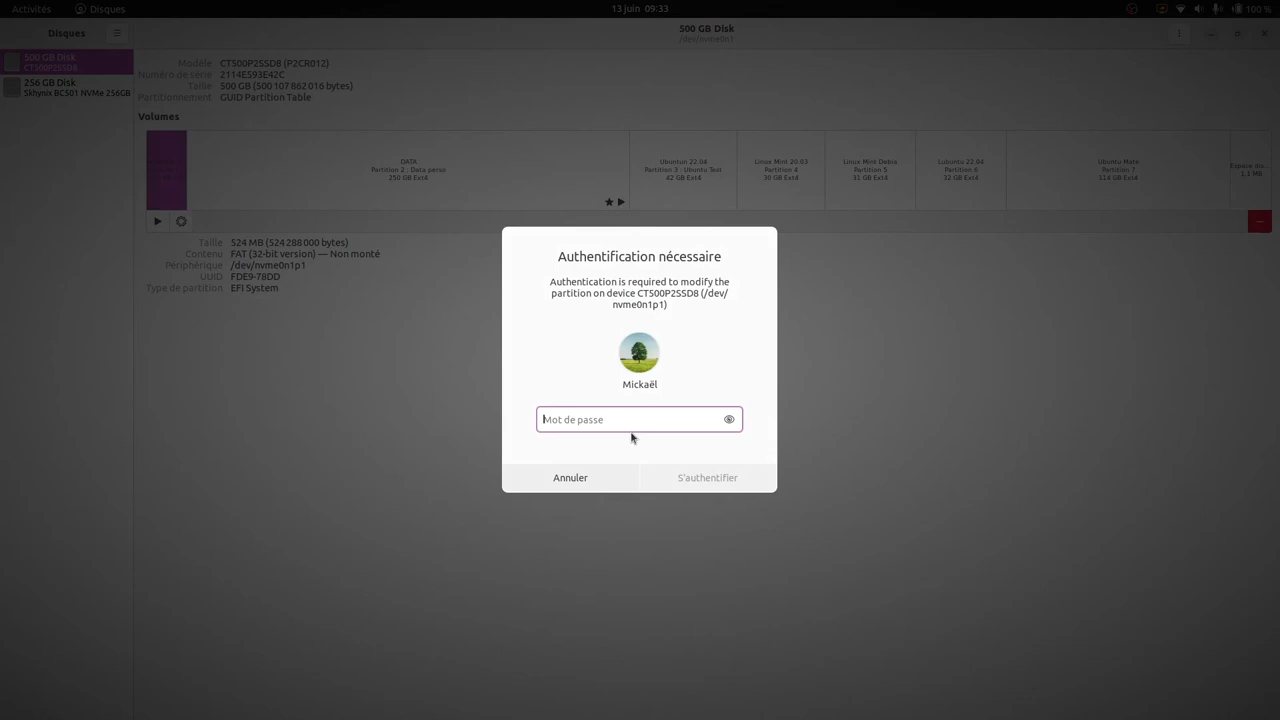 Activités
Disques
13 juin 09:33
100 %
Disques
500 GB Disk
/dev/nvme0n1
500 GB Disk
CT500P2SSD8
256 GB Disk
Skhynix BC501 NVMe 256GB
Modèle CT500P2SSD8 (P2CR012)
Numéro de série 2114E593E42C
Taille 500 GB (500 107 862 016 bytes)
Partitionnement GUID Partition Table
Volumes
DATA
Partition 2 : Data perso
250 GB Ext4
Ubuntun 22.04
Partition 3 : Ubuntu Test
42 GB Ext4
Linux Mint 20.03
Partition 4
30 GB Ext4
Linux Mint Debia
Partition 5
31 GB Ext4
Lubuntu 22.04
Partition 6
32 GB Ext4
Ubuntu Mate
Partition 7
114 GB Ext4
Espace dis…
1,1 MB
Taille 524 MB (524 288 000 bytes)
Contenu FAT (32-bit version) — Non monté
Périphérique /dev/nvme0n1p1
UUID FDE9-78DD
Type de partition EFI System
Authentification nécessaire
Authentication is required to modify the
partition on device CT500P2SSD8 (/dev/
nvme0n1p1)
Mickaël
Mot de passe
Annuler
S'authentifier